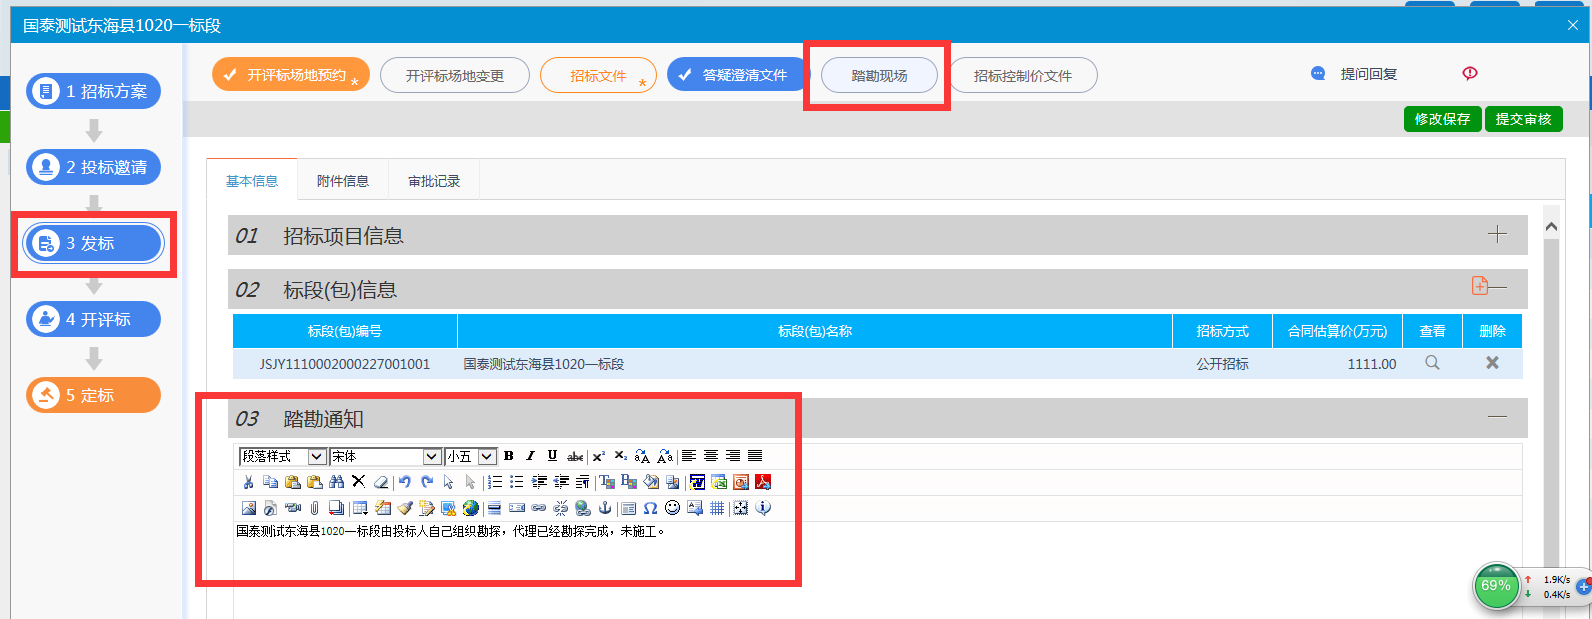 国泰测试东海县1020一标段
开评标场地预约 *
开评标场地变更
招标文件 *
答疑澄清文件
踏勘现场
招标控制价文件
提问回复
修改保存
提交审核
1 招标方案
2 投标邀请
3 发标
4 开评标
5 定标
基本信息
附件信息
审批记录
01 招标项目信息
02 标段(包)信息
标段(包)编号 标段(包)名称 招标方式 合同估算价(万元) 查看 删除
JSJY1110002000227001001 国泰测试东海县1020一标段 公开招标 1111.00
03 踏勘通知
段落样式 宋体 小五
国泰测试东海县1020一标段由投标人自己组织勘探，代理已经勘探完成，未施工。
69%
1.9K/s
0.4K/s